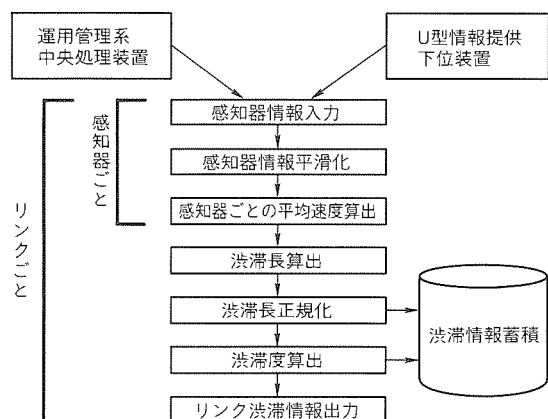 運用管理系
中央処理装置
U型情報提供
下位装置
リンクごと
感知器ごと
感知器情報入力
感知器情報平滑化
感知器ごとの平均速度算出
渋滞長算出
渋滞長正規化
渋滞度算出
リンク渋滞情報出力
渋滞情報蓄積